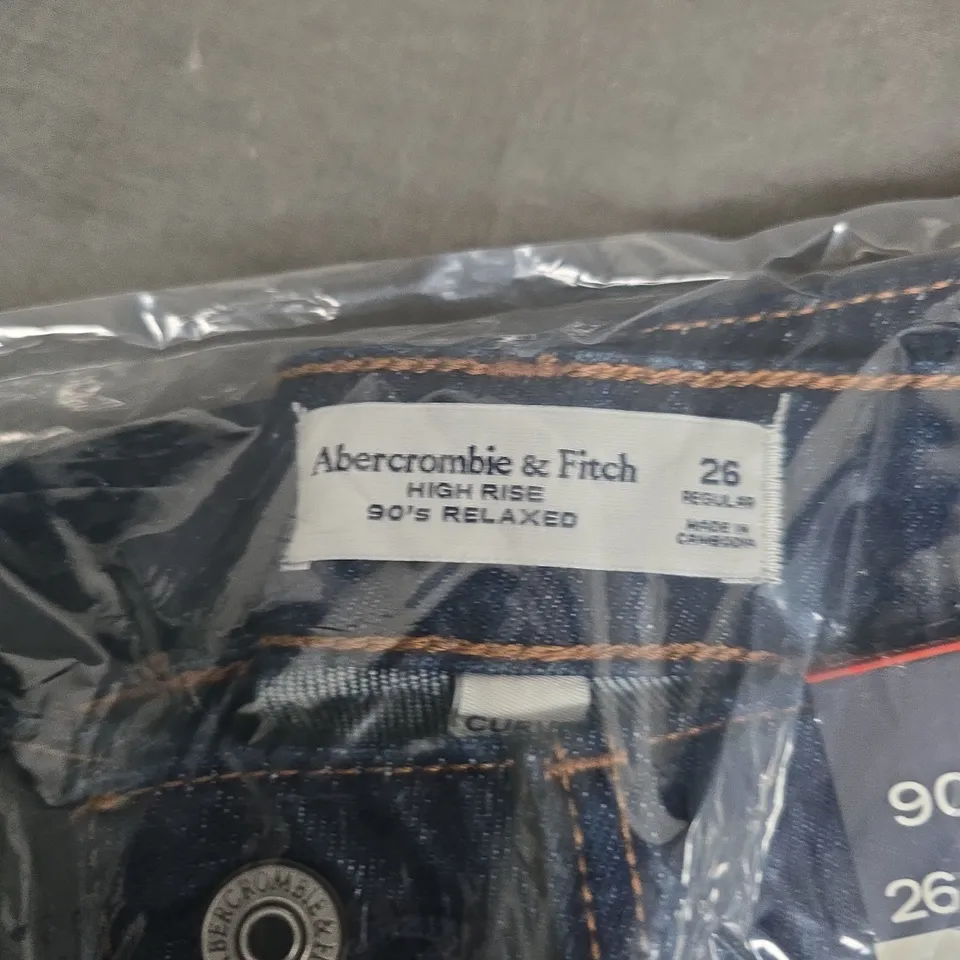 Abercrombie & Fitch
HIGH RISE
90's RELAXED
26
REGULAR
MADE IN
CAMBODIA
90
26